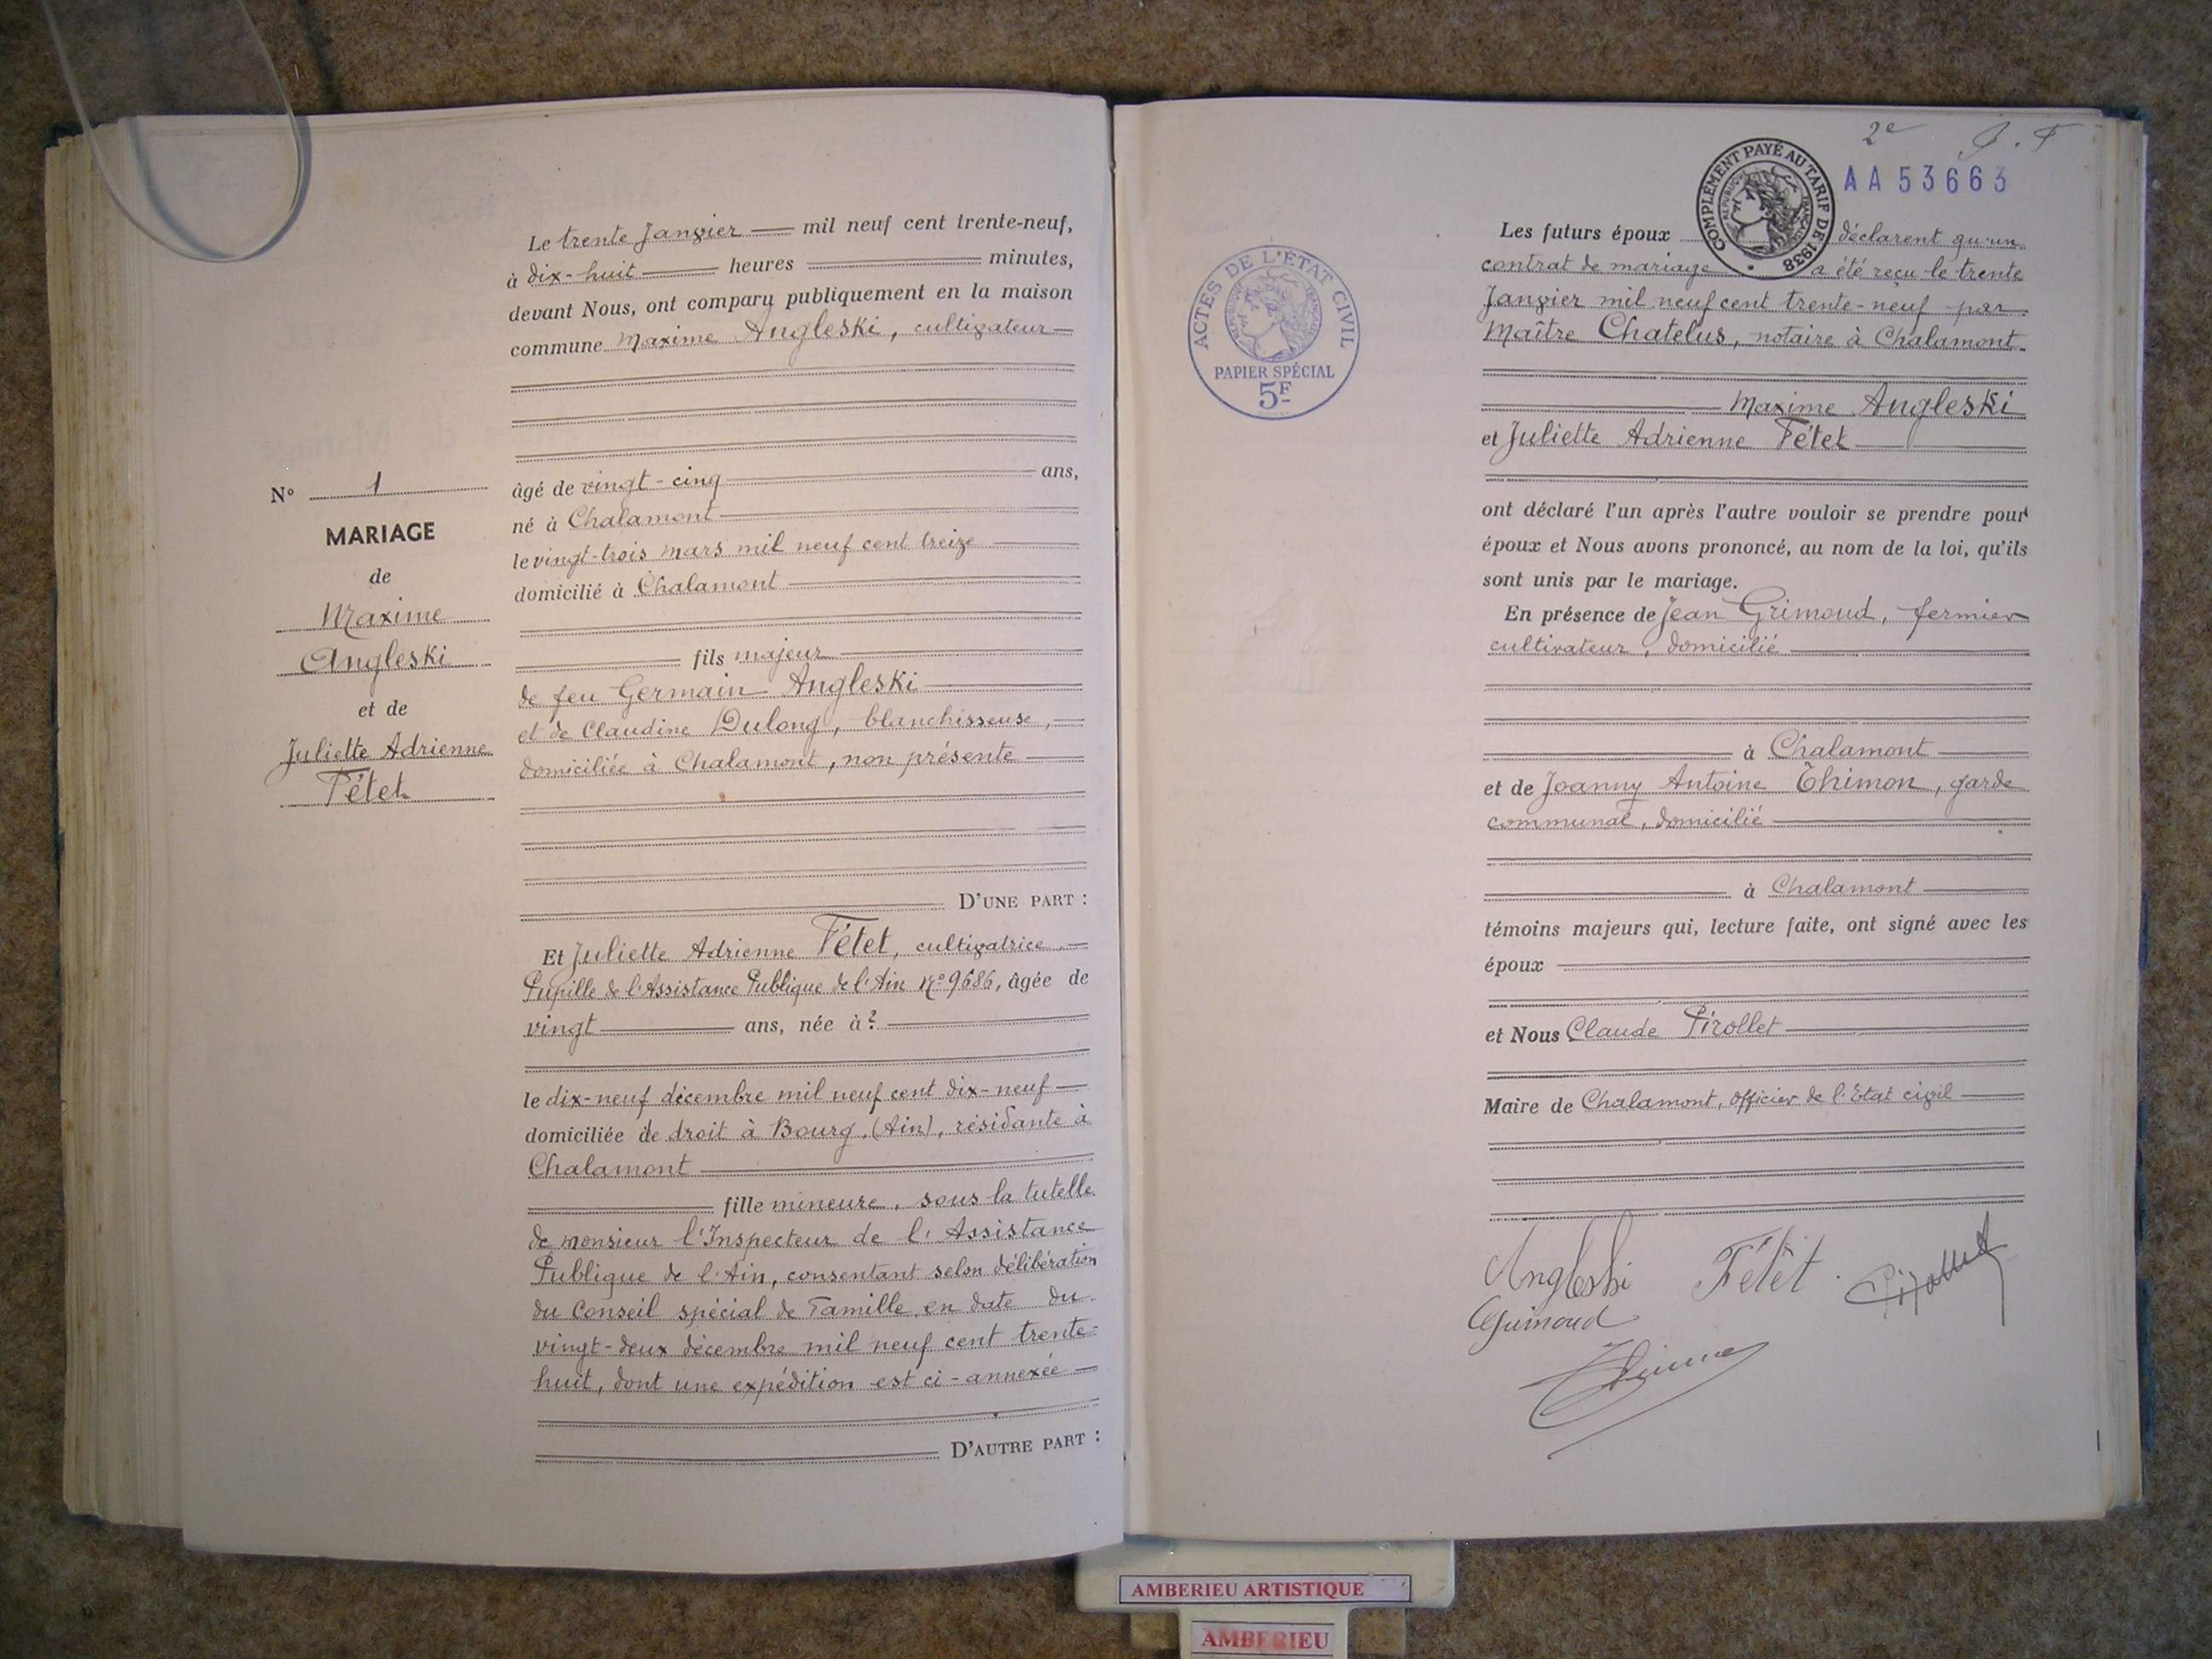 N° 1
MARIAGE
de
Maxime
Angleski
et de
Juliette Adrienne
Fétet
Le trente Janvier mil neuf cent trente-neuf,
à dix-huit heures minutes,
devant Nous, ont comparu publiquement en la maison
commune Maxime Angleski, cultivateur
âgé de vingt-cinq ans,
né à Chalamont
le vingt-trois mars mil neuf cent treize
domicilié à Chalamont
fils majeur
de feu Germain Angleski
et de Claudine Dulong, blanchisseuse,
domiciliée à Chalamont, non présente
D'UNE PART :
Et Juliette Adrienne Fétet, cultivatrice,
Pupille de l'Assistance Publique de l'Ain N° 9686, âgée de
vingt ans, née à ?
le dix-neuf décembre mil neuf cent dix-neuf
domiciliée de droit à Bourg, (Ain), résidante à
Chalamont
fille mineure, sous la tutelle
de monsieur l'Inspecteur de l'Assistance
Publique de l'Ain, consentant selon délibération
du Conseil spécial de Famille en date du
vingt-deux décembre mil neuf cent trente-
huit, dont une expédition est ci-annexée
D'AUTRE PART :
2e
AA53663
COMPLÉMENT PAYÉ AU TARIF DE 1938
RÉPUBLIQUE FRANÇAISE
ACTES DE L'ÉTAT CIVIL
RÉPUBLIQUE FRANÇAISE
PAPIER SPÉCIAL
5F
Les futurs époux déclarent qu'un
contrat de mariage a été reçu le trente
Janvier mil neuf cent trente-neuf par
Maître Chatelus, notaire à Chalamont
Maxime Angleski
et Juliette Adrienne Fétet
ont déclaré l'un après l'autre vouloir se prendre pour
époux et Nous avons prononcé, au nom de la loi, qu'ils
sont unis par le mariage.
En présence de Jean Grimoud, fermier
cultivateur, domicilié
à Chalamont
et de Joanny Antoine Thimon, garde
communal, domicilié
à Chalamont
témoins majeurs qui, lecture faite, ont signé avec les
époux
et Nous Claude Pirollet
Maire de Chalamont, officier de l'Etat civil
Angleski Fétet Pirollet
AMBERIEU ARTISTIQUE
AMBERIEU